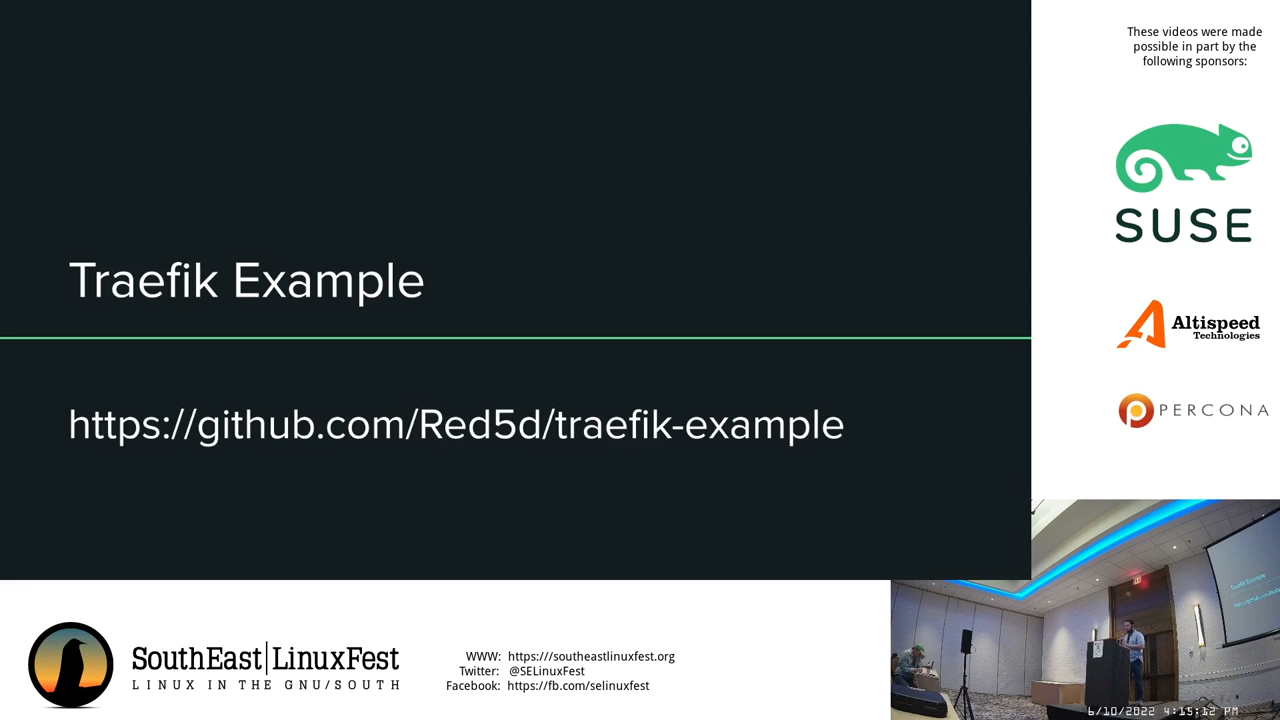 Traefik Example
https://github.com/Red5d/traefik-example
These videos were made
possible in part by the
following sponsors:
SUSE
Altispeed
Technologies
PERCONA
SouthEast|LinuxFest
LINUX IN THE GNU/SOUTH
WWW: https:///southeastlinuxfest.org
Twitter: @SELinuxFest
Facebook: https://fb.com/selinuxfest
Traefik Example
6/10/2022 4:15:12 PM